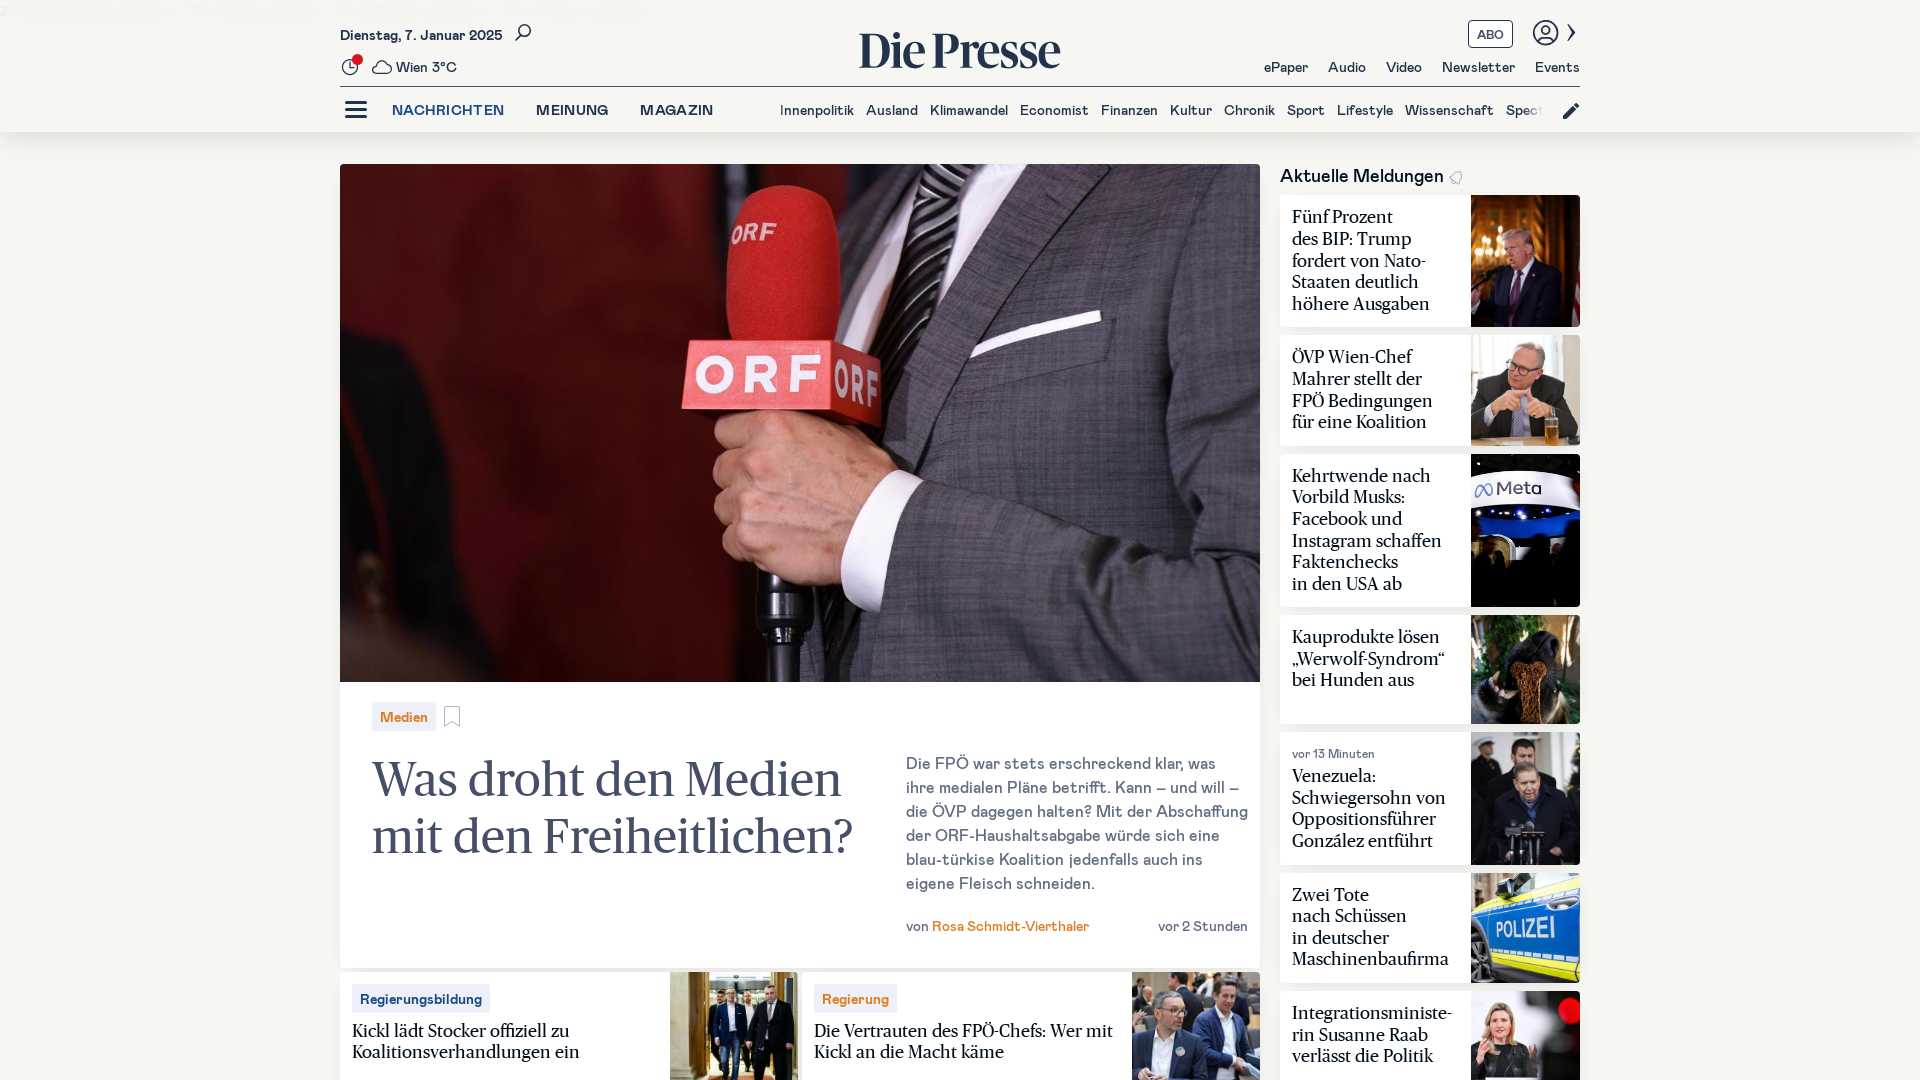 Dienstag, 7. Januar 2025
Wien 3°C
Die Presse
ABO
ePaper Audio Video Newsletter Events
NACHRICHTEN MEINUNG MAGAZIN
Innenpolitik Ausland Klimawandel Economist Finanzen Kultur Chronik Sport Lifestyle Wissenschaft Spect
ORF
ORF ORF
Medien
Was droht den Medien
mit den Freiheitlichen?
Die FPÖ war stets erschreckend klar, was
ihre medialen Pläne betrifft. Kann – und will –
die ÖVP dagegen halten? Mit der Abschaffung
der ORF-Haushaltsabgabe würde sich eine
blau-türkise Koalition jedenfalls auch ins
eigene Fleisch schneiden.
von Rosa Schmidt-Vierthaler
vor 2 Stunden
Regierungsbildung
Kickl lädt Stocker offiziell zu
Koalitionsverhandlungen ein
Regierung
Die Vertrauten des FPÖ-Chefs: Wer mit
Kickl an die Macht käme
Aktuelle Meldungen
Fünf Prozent
des BIP: Trump
fordert von Nato-
Staaten deutlich
höhere Ausgaben
ÖVP Wien-Chef
Mahrer stellt der
FPÖ Bedingungen
für eine Koalition
Kehrtwende nach
Vorbild Musks:
Facebook und
Instagram schaffen
Faktenchecks
in den USA ab
Meta
Kauprodukte lösen
„Werwolf-Syndrom“
bei Hunden aus
vor 13 Minuten
Venezuela:
Schwiegersohn von
Oppositionsführer
González entführt
Zwei Tote
nach Schüssen
in deutscher
Maschinenbaufirma
POLIZEI
Integrationsministe-
rin Susanne Raab
verlässt die Politik